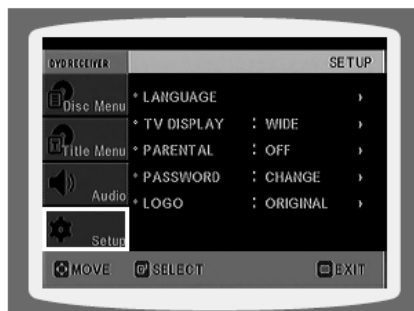 DVD RECEIVER SETUP
Disc Menu
Title Menu
Audio
Setup
• LANGUAGE
• TV DISPLAY : WIDE
• PARENTAL : OFF
• PASSWORD : CHANGE
• LOGO : ORIGINAL
MOVE SELECT EXIT